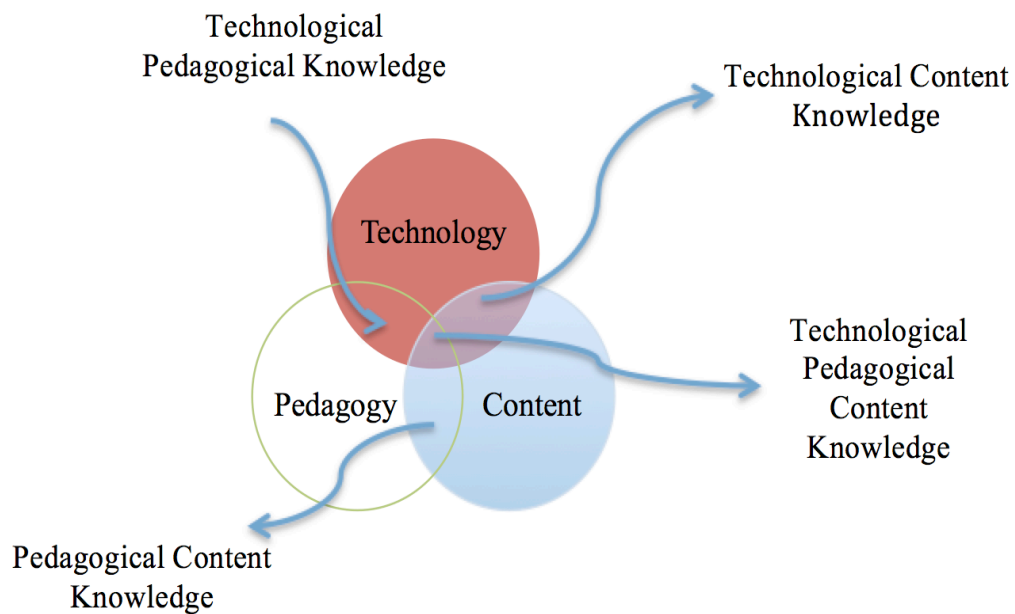 Technological
Pedagogical Knowledge
Technological Content
Knowledge
Technology
Technological
Pedagogical
Content
Knowledge
Pedagogy
Content
Pedagogical Content
Knowledge